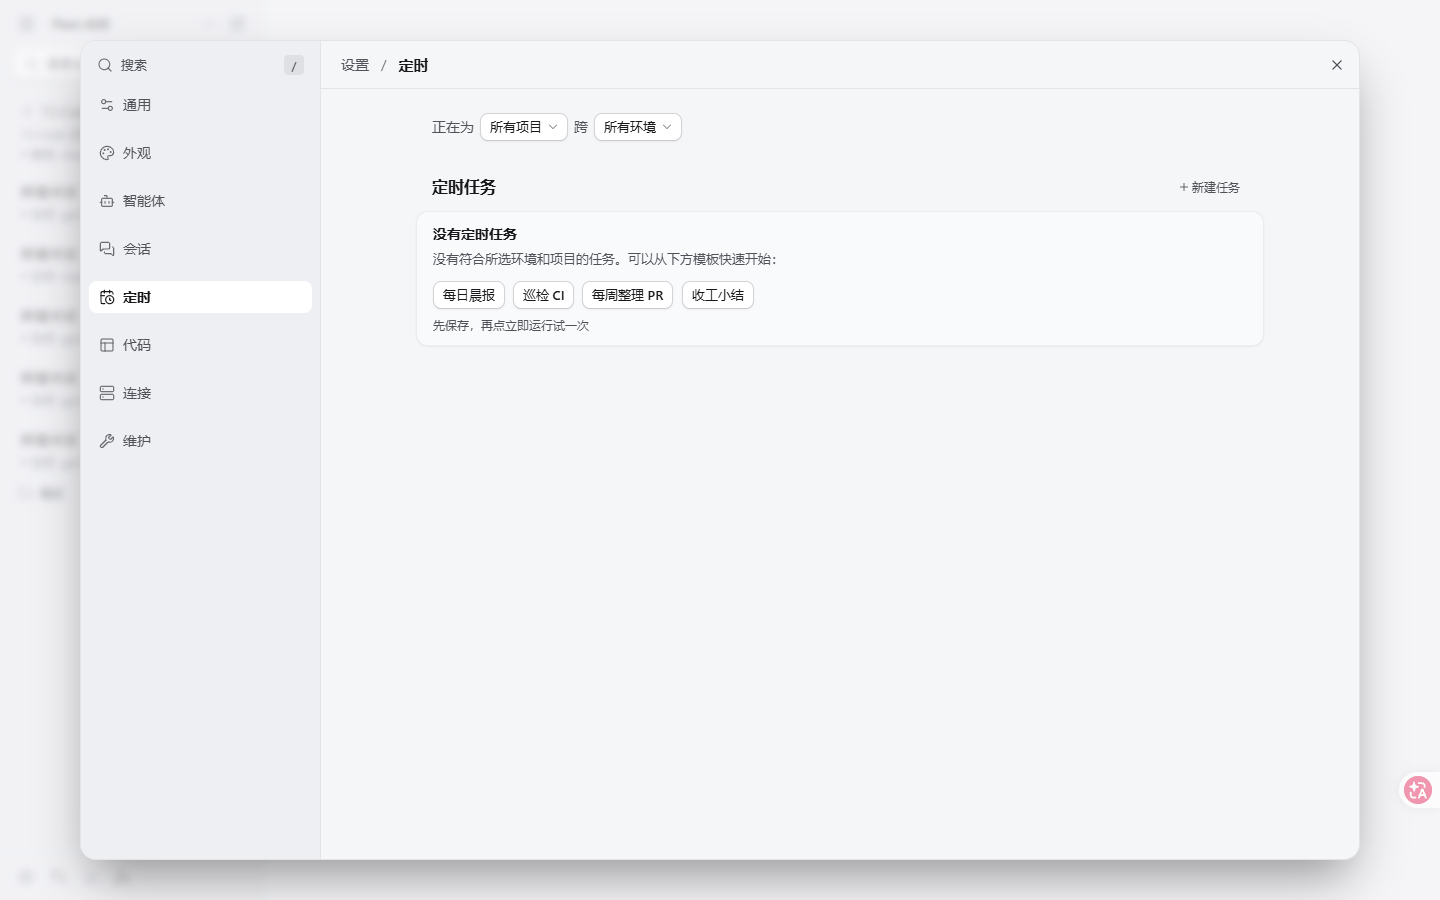 搜索 /
通用
外观
智能体
会话
定时
代码
连接
维护
设置 / 定时
正在为 所有项目 跨 所有环境
定时任务
+ 新建任务
没有定时任务
没有符合所选环境和项目的任务。可以从下方模板快速开始：
每日晨报 巡检 CI 每周整理 PR 收工小结
先保存，再点立即运行试一次